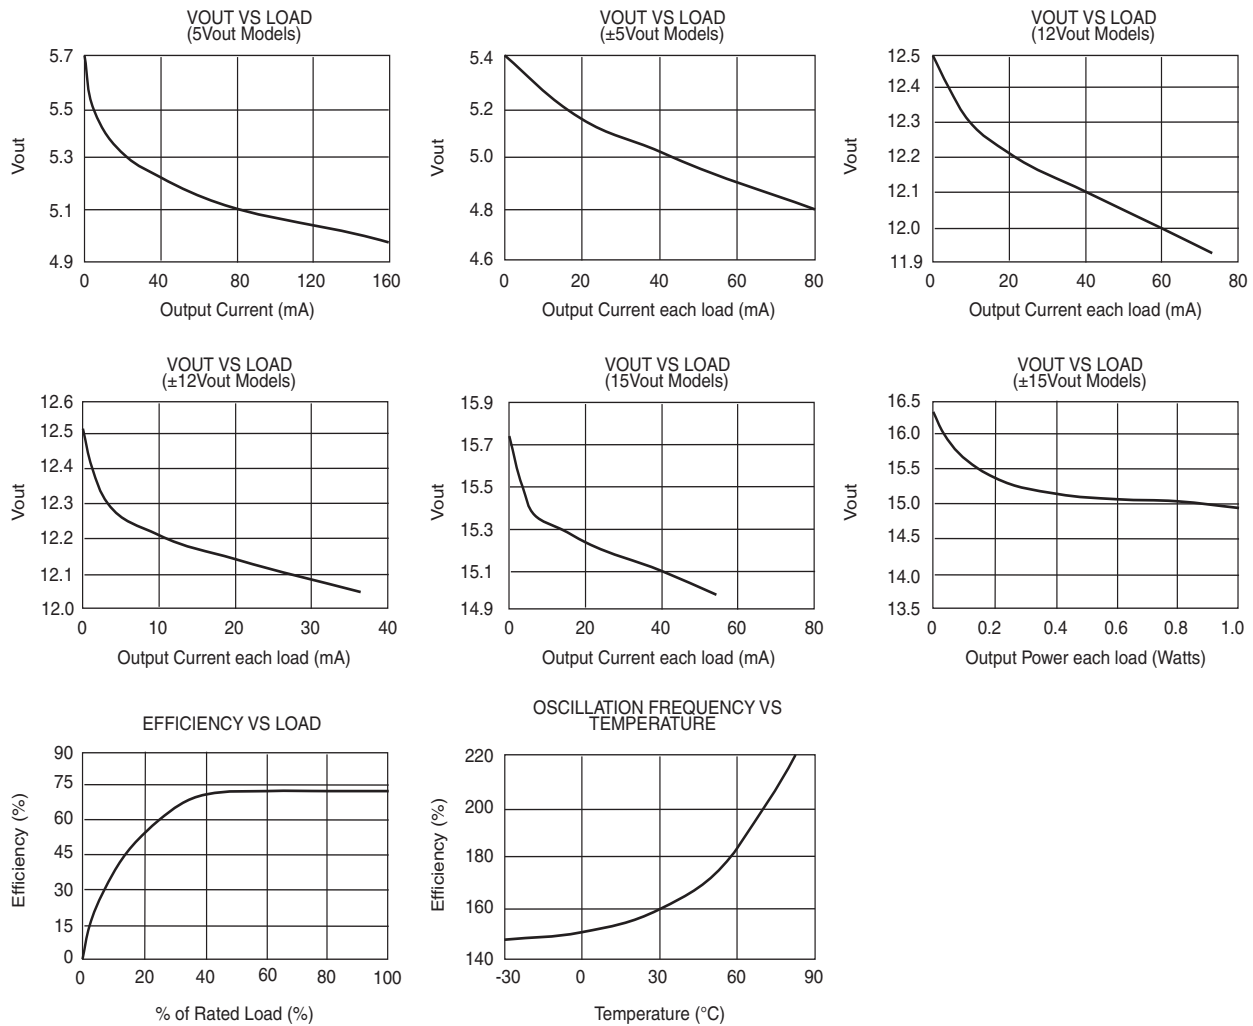 VOUT VS LOAD
(5Vout Models)
5.7
5.5
5.3
5.1
4.9
Vout
0 40 80 120 160
Output Current (mA)
VOUT VS LOAD
(±5Vout Models)
5.4
5.2
5.0
4.8
4.6
Vout
0 20 40 60 80
Output Current each load (mA)
VOUT VS LOAD
(12Vout Models)
12.5
12.4
12.3
12.2
12.1
12.0
11.9
Vout
0 20 40 60 80
Output Current each load (mA)
VOUT VS LOAD
(±12Vout Models)
12.6
12.5
12.4
12.3
12.2
12.1
12.0
Vout
0 10 20 30 40
Output Current each load (mA)
VOUT VS LOAD
(15Vout Models)
15.9
15.7
15.5
15.3
15.1
14.9
Vout
0 20 40 60 80
Output Current each load (mA)
VOUT VS LOAD
(±15Vout Models)
16.5
16.0
15.5
15.0
14.5
14.0
13.5
Vout
0 0.2 0.4 0.6 0.8 1.0
Output Power each load (Watts)
EFFICIENCY VS LOAD
90
75
60
45
30
15
0
Efficiency (%)
0 20 40 60 80 100
% of Rated Load (%)
OSCILLATION FREQUENCY VS
TEMPERATURE
220
200
180
160
140
Efficiency (%)
-30 0 30 60 90
Temperature (°C)